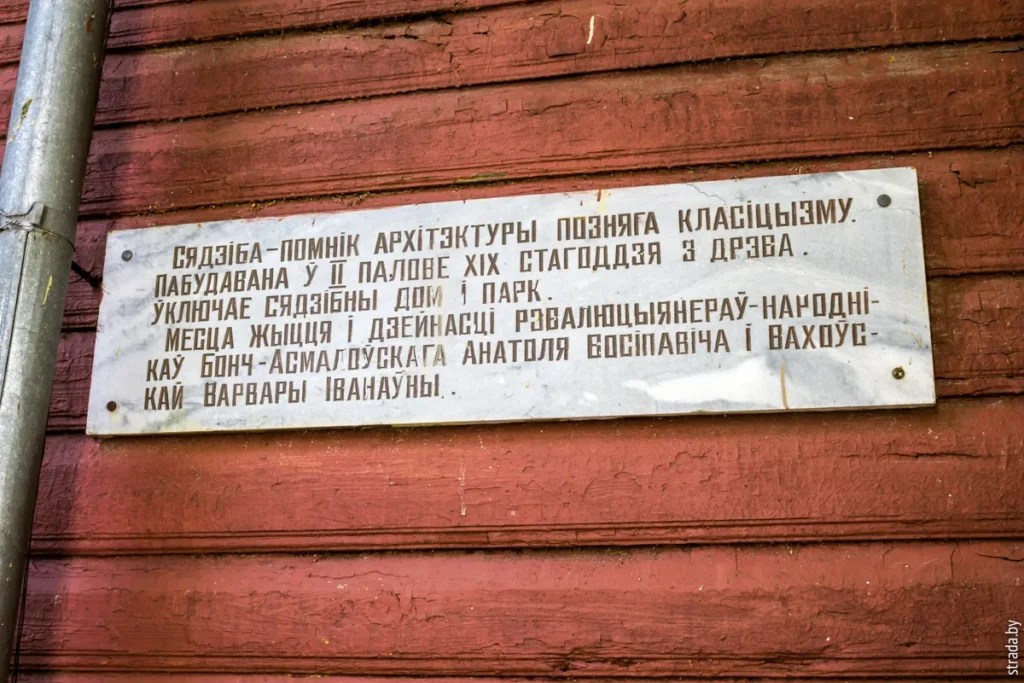 СЯДЗІБА-ПОМНІК АРХІТЭКТУРЫ ПОЗНЯГА КЛАСІЦЫЗМУ.
ПАБУДАВАНА Ў II ПАЛОВЕ XIX СТАГОДДЗЯ З ДРЭВА.
УКЛЮЧАЕ СЯДЗІБНЫ ДОМ І ПАРК.
МЕСЦА ЖЫЦЦЯ І ДЗЕЙНАСЦІ РЭВАЛЮЦЫЯНЕРАЎ-НАРОДНІ-
КАЎ БОНЧ-АСМАЛОЎСКАГА АНАТОЛЯ ВОСІПАВІЧА І ВАХОЎС-
КАЙ ВАРВАРЫ ІВАНАЎНЫ.
strada.by